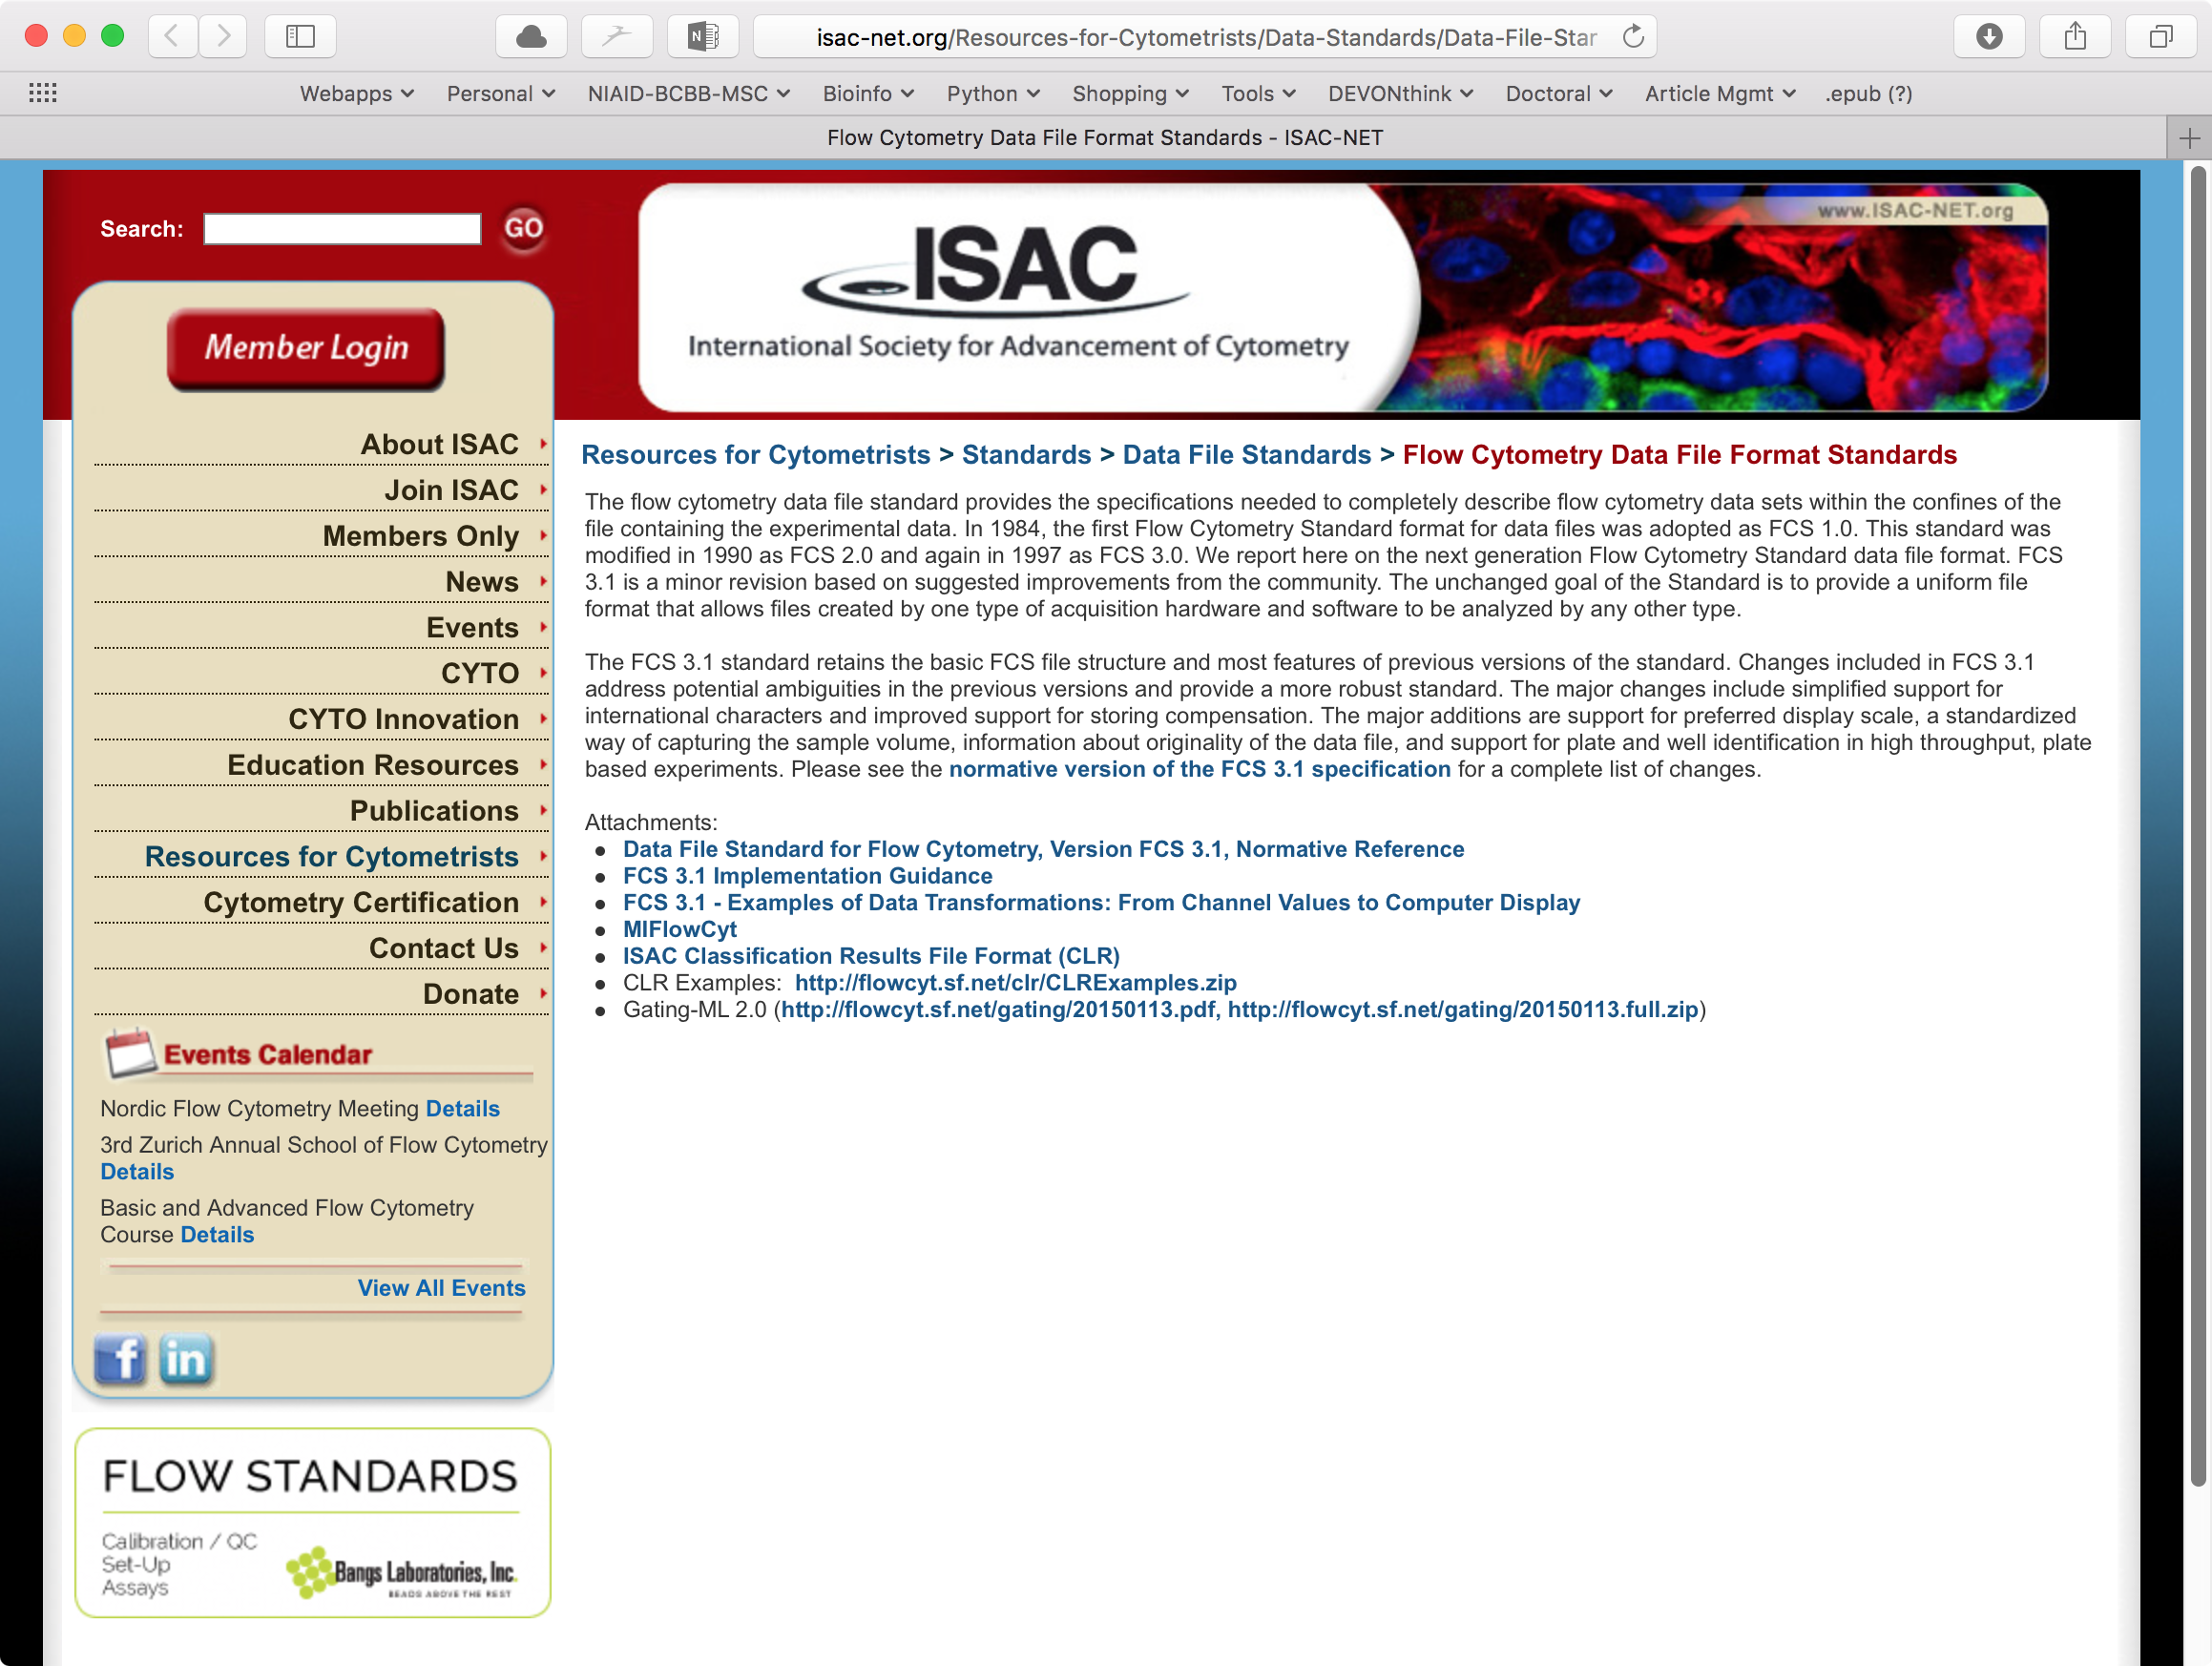 isac-net.org/Resources-for-Cytometrists/Data-Standards/Data-File-Star
Webapps Personal NIAID-BCBB-MSC Bioinfo Python Shopping Tools DEVONthink Doctoral Article Mgmt .epub (?)
Flow Cytometry Data File Format Standards - ISAC-NET
Search: GO
www.ISAC-NET.org
ISAC
International Society for Advancement of Cytometry
Member Login
About ISAC
Join ISAC
Members Only
News
Events
CYTO
CYTO Innovation
Education Resources
Publications
Resources for Cytometrists
Cytometry Certification
Contact Us
Donate
Events Calendar
Nordic Flow Cytometry Meeting Details
3rd Zurich Annual School of Flow Cytometry
Details
Basic and Advanced Flow Cytometry
Course Details
View All Events
f in
FLOW STANDARDS
Calibration / QC
Set-Up
Assays
Bangs Laboratories, Inc.
BEADS ABOVE THE REST
Resources for Cytometrists > Standards > Data File Standards > Flow Cytometry Data File Format Standards
The flow cytometry data file standard provides the specifications needed to completely describe flow cytometry data sets within the confines of the
file containing the experimental data. In 1984, the first Flow Cytometry Standard format for data files was adopted as FCS 1.0. This standard was
modified in 1990 as FCS 2.0 and again in 1997 as FCS 3.0. We report here on the next generation Flow Cytometry Standard data file format. FCS
3.1 is a minor revision based on suggested improvements from the community. The unchanged goal of the Standard is to provide a uniform file
format that allows files created by one type of acquisition hardware and software to be analyzed by any other type.
The FCS 3.1 standard retains the basic FCS file structure and most features of previous versions of the standard. Changes included in FCS 3.1
address potential ambiguities in the previous versions and provide a more robust standard. The major changes include simplified support for
international characters and improved support for storing compensation. The major additions are support for preferred display scale, a standardized
way of capturing the sample volume, information about originality of the data file, and support for plate and well identification in high throughput, plate
based experiments. Please see the normative version of the FCS 3.1 specification for a complete list of changes.
Attachments:
● Data File Standard for Flow Cytometry, Version FCS 3.1, Normative Reference
● FCS 3.1 Implementation Guidance
● FCS 3.1 - Examples of Data Transformations: From Channel Values to Computer Display
● MIFlowCyt
● ISAC Classification Results File Format (CLR)
● CLR Examples: http://flowcyt.sf.net/clr/CLRExamples.zip
● Gating-ML 2.0 (http://flowcyt.sf.net/gating/20150113.pdf, http://flowcyt.sf.net/gating/20150113.full.zip)